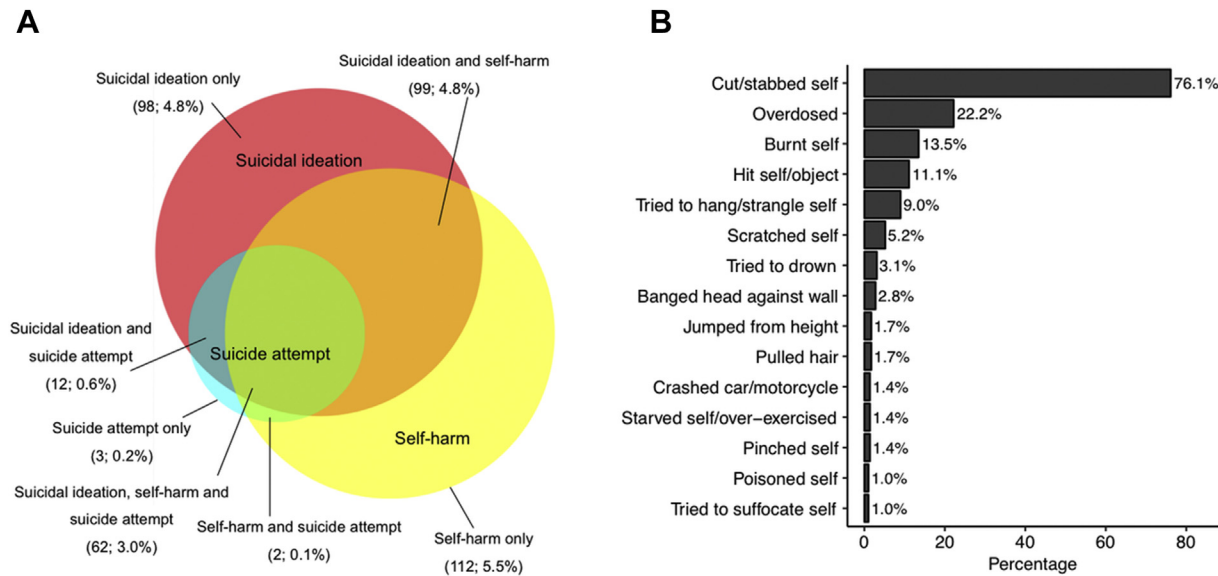 A
Suicidal ideation only
(98; 4.8%)
Suicidal ideation and self-harm
(99; 4.8%)
Suicidal ideation
Suicidal ideation and
suicide attempt
(12; 0.6%)
Suicide attempt
Suicide attempt only
(3; 0.2%)
Self-harm
Suicidal ideation, self-harm and
suicide attempt
(62; 3.0%)
Self-harm and suicide attempt
(2; 0.1%)
Self-harm only
(112; 5.5%)
B
Cut/stabbed self 76.1%
Overdosed 22.2%
Burnt self 13.5%
Hit self/object 11.1%
Tried to hang/strangle self 9.0%
Scratched self 5.2%
Tried to drown 3.1%
Banged head against wall 2.8%
Jumped from height 1.7%
Pulled hair 1.7%
Crashed car/motorcycle 1.4%
Starved self/over−exercised 1.4%
Pinched self 1.4%
Poisoned self 1.0%
Tried to suffocate self 1.0%
0 20 40 60 80
Percentage